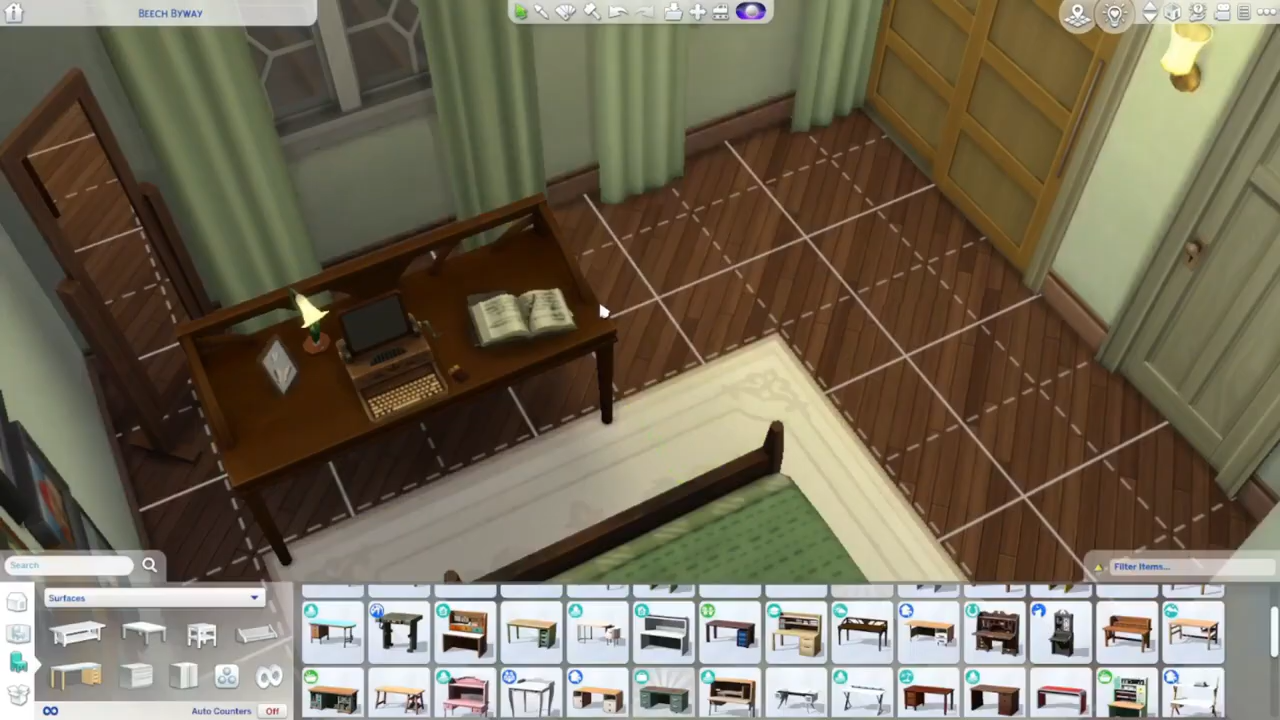 BEECH BYWAY
Search
Filter Items...
Surfaces
Auto Counters
Off